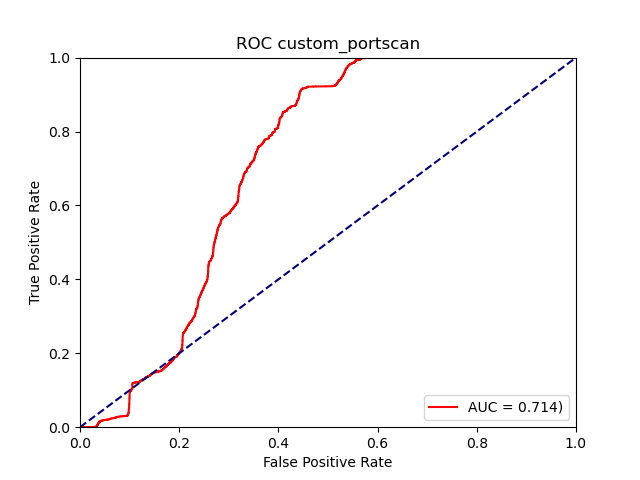 ROC custom_portscan
1.0
0.8
0.6
0.4
0.2
0.0
True Positive Rate
0.0 0.2 0.4 0.6 0.8 1.0
False Positive Rate
AUC = 0.714)